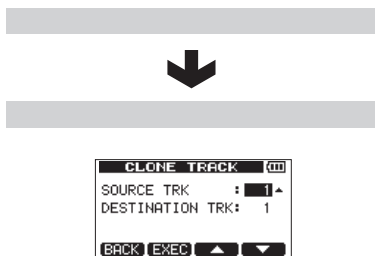 CLONE TRACK
SOURCE TRK : 1
DESTINATION TRK: 1
BACK EXEC